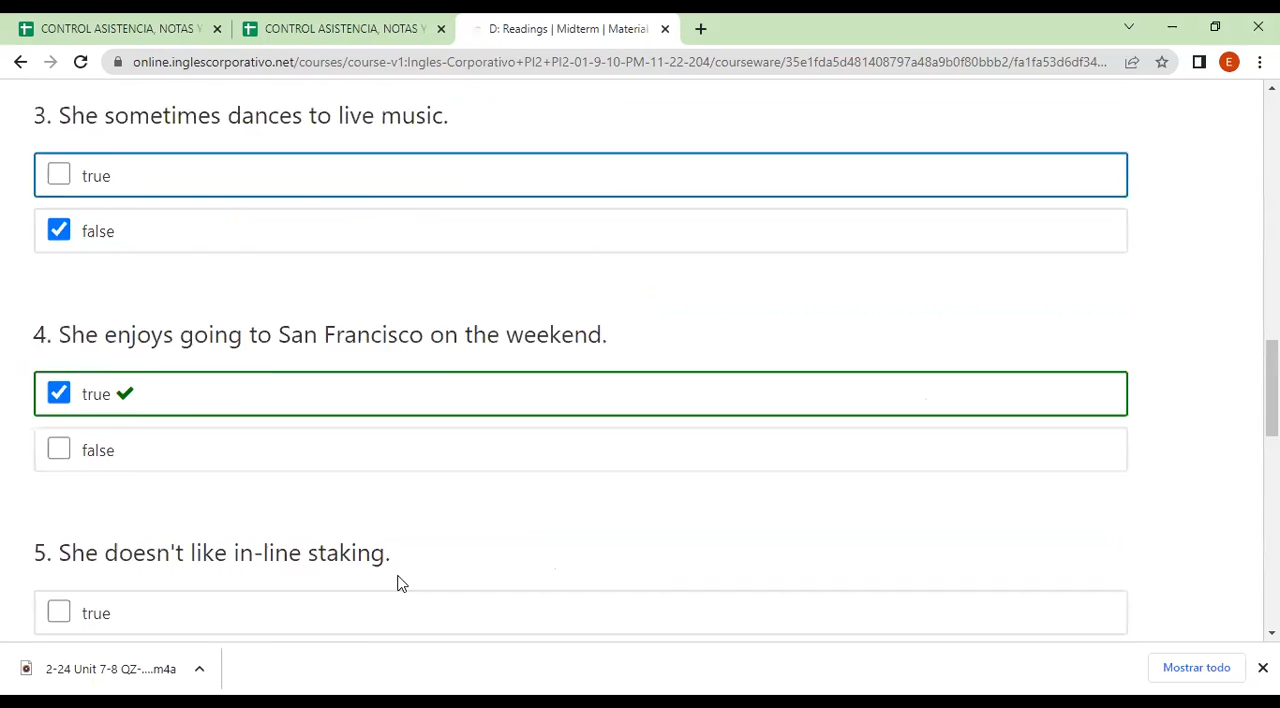 CONTROL ASISTENCIA, NOTAS Y
CONTROL ASISTENCIA, NOTAS Y
D: Readings | Midterm | Material
online.inglescorporativo.net/courses/course-v1:Ingles-Corporativo+PI2+PI2-01-9-10-PM-11-22-204/courseware/35e1fda5d481408797a48a9b0f80bbb2/fa1fa53d6df34...
E
3. She sometimes dances to live music.
true
false
4. She enjoys going to San Francisco on the weekend.
true
false
5. She doesn't like in-line staking.
true
2-24 Unit 7-8 QZ-....m4a
Mostrar todo